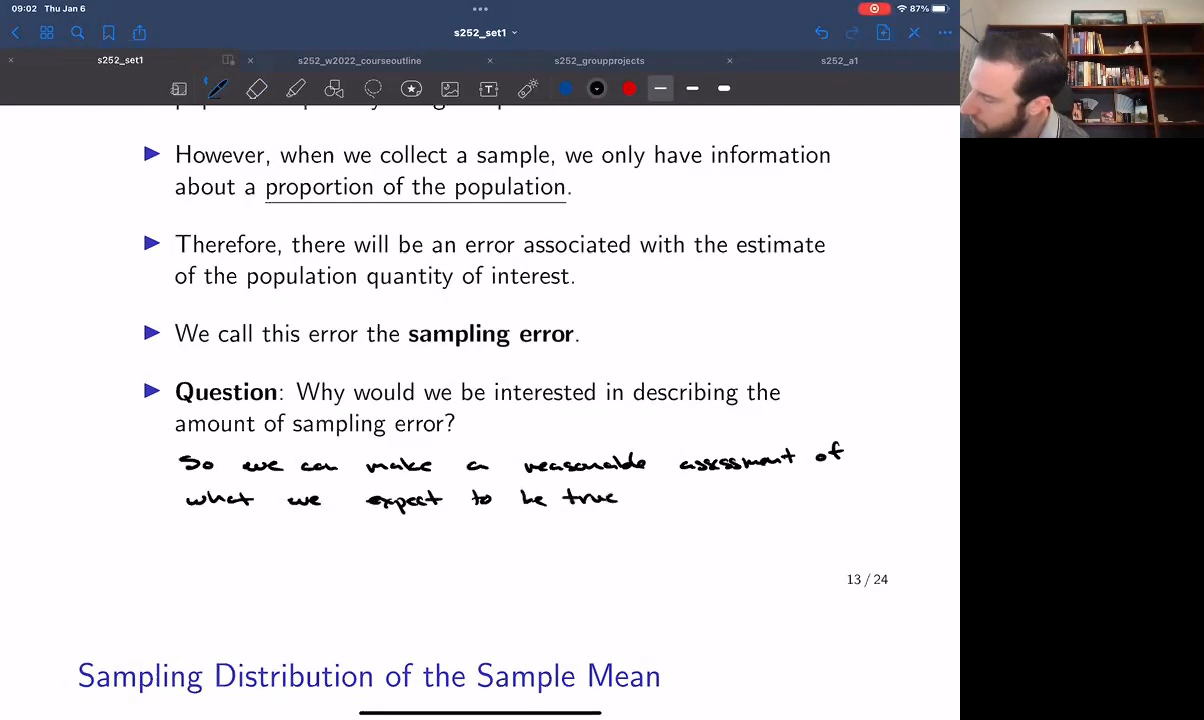 09:02 Thu Jan 6
87%
s252_set1
s252_set1
s252_w2022_courseoutline
s252_groupprojects
s252_a1
However, when we collect a sample, we only have information
about a proportion of the population.
Therefore, there will be an error associated with the estimate
of the population quantity of interest.
We call this error the sampling error.
Question: Why would we be interested in describing the
amount of sampling error?
So we can make a reasonable assessment of
what we expect to be true
13 / 24
Sampling Distribution of the Sample Mean